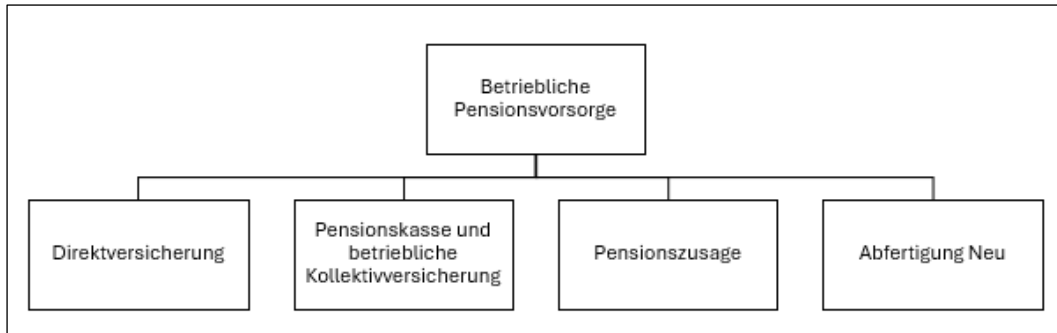 Betriebliche
Pensionsvorsorge
Direktversicherung
Pensionskasse und
betriebliche
Kollektivversicherung
Pensionszusage
Abfertigung Neu